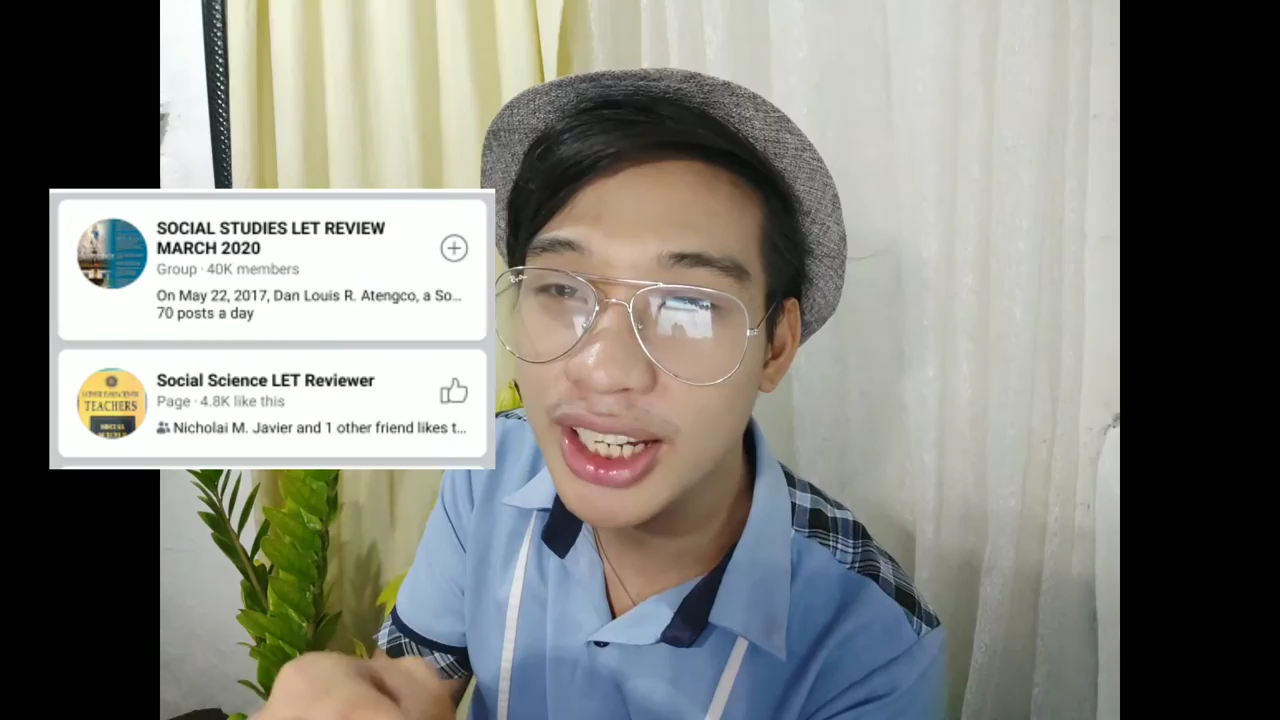 SOCIAL STUDIES LET REVIEW
MARCH 2020
Group · 40K members
On May 22, 2017, Dan Louis R. Atengco, a So...
70 posts a day
Social Science LET Reviewer
Page · 4.8K like this
TEACHERS
Nicholai M. Javier and 1 other friend likes t...